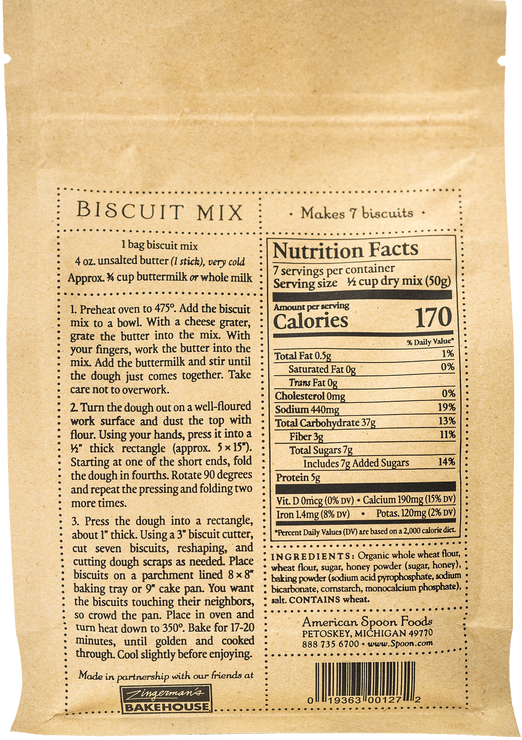 BISCUIT MIX
1 bag biscuit mix
4 oz. unsalted butter (1 stick), very cold
Approx. ¾ cup buttermilk or whole milk
1. Preheat oven to 475°. Add the biscuit
mix to a bowl. With a cheese grater,
grate the butter into the mix. With
your fingers, work the butter into the
mix. Add the buttermilk and stir until
the dough just comes together. Take
care not to overwork.
2. Turn the dough out on a well-floured
work surface and dust the top with
flour. Using your hands, press it into a
½" thick rectangle (approx. 5 x 15").
Starting at one of the short ends, fold
the dough in fourths. Rotate 90 degrees
and repeat the pressing and folding two
more times.
3. Press the dough into a rectangle,
about 1" thick. Using a 3" biscuit cutter,
cut seven biscuits, reshaping, and
cutting dough scraps as needed. Place
biscuits on a parchment lined 8 x 8"
baking tray or 9" cake pan. You want
the biscuits touching their neighbors,
so crowd the pan. Place in oven and
turn heat down to 350°. Bake for 17-20
minutes, until golden and cooked
through. Cool slightly before enjoying.
Made in partnership with our friends at
Zingerman's
BAKEHOUSE
· Makes 7 biscuits ·
Nutrition Facts
7 servings per container
Serving size ⅓ cup dry mix (50g)
Amount per serving
Calories 170
% Daily Value*
Total Fat 0.5g 1%
Saturated Fat 0g 0%
Trans Fat 0g
Cholesterol 0mg 0%
Sodium 440mg 19%
Total Carbohydrate 37g 13%
Fiber 3g 11%
Total Sugars 7g
Includes 7g Added Sugars 14%
Protein 5g
Vit. D 0mcg (0% DV) • Calcium 190mg (15% DV)
Iron 1.4mg (8% DV) • Potas. 120mg (2% DV)
*Percent Daily Values (DV) are based on a 2,000 calorie diet.
INGREDIENTS: Organic whole wheat flour,
wheat flour, sugar, honey powder (sugar, honey),
baking powder (sodium acid pyrophosphate, sodium
bicarbonate, cornstarch, monocalcium phosphate),
salt. CONTAINS wheat.
American Spoon Foods
PETOSKEY, MICHIGAN 49770
888 735 6700 • www.Spoon.com
0 19363 00127 2